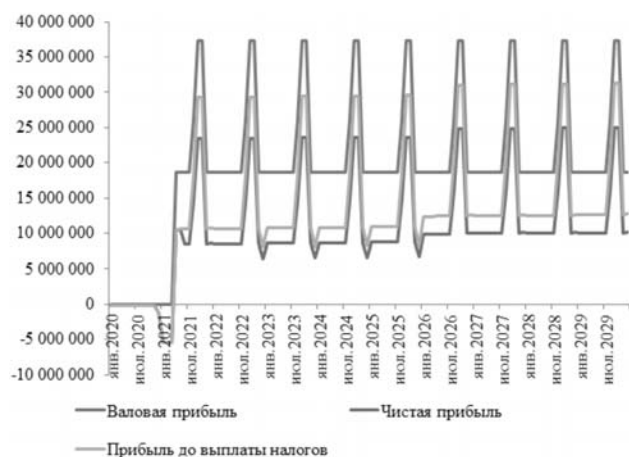 40 000 000
35 000 000
30 000 000
25 000 000
20 000 000
15 000 000
10 000 000
5 000 000
0
-5 000 000
-10 000 000
янв.2020
июл.2020
янв.2021
июл.2021
янв.2022
июл.2022
янв.2023
июл.2023
янв.2024
июл.2024
янв.2025
июл.2025
янв.2026
июл.2026
янв.2027
июл.2027
янв.2028
июл.2028
янв.2029
июл.2029
Валовая прибыль
Чистая прибыль
Прибыль до выплаты налогов